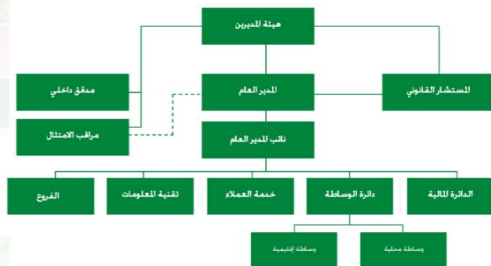 هيئة المديرين
المستشار القانوني
المدير العام
مدقق داخلي
مراقب الامتثال
نائب المدير العام
الدائرة المالية
دائرة الوساطة
خدمة العملاء
تقنية المعلومات
الفروع
وساطة محلية
وساطة إقليمية